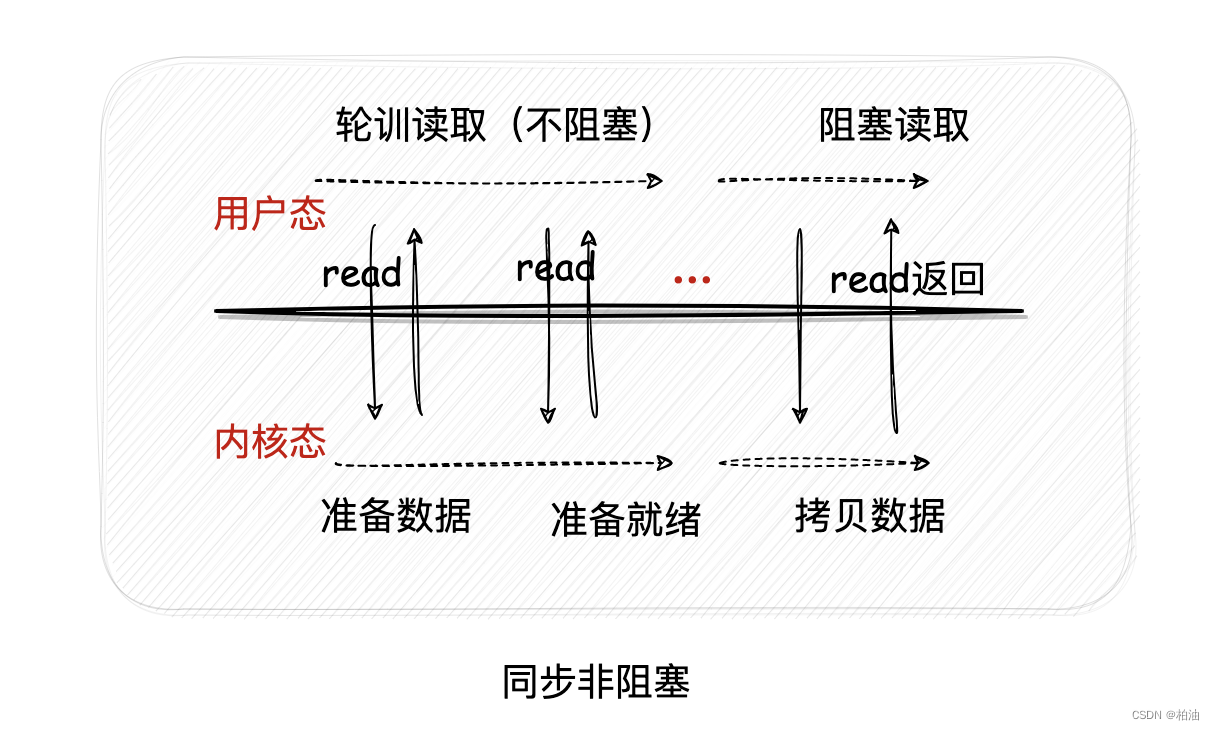 轮训读取（不阻塞）
阻塞读取
用户态
read
read
...
read返回
内核态
准备数据
准备就绪
拷贝数据
同步非阻塞
CSDN @柏油